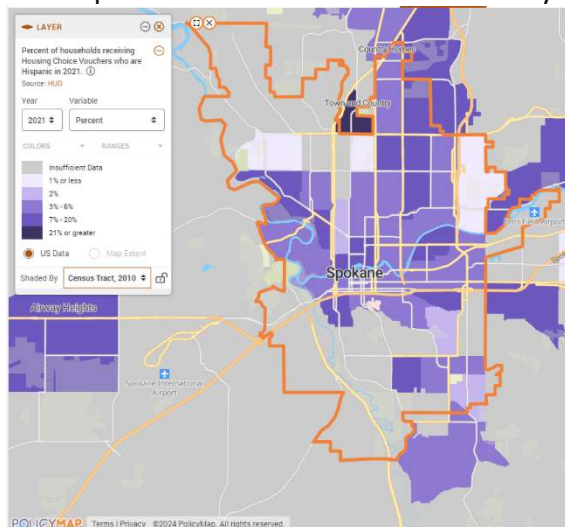 LAYER
Percent of households receiving
Housing Choice Vouchers who are
Hispanic in 2021.
Source: HUD
Year Variable
2021 Percent
COLORS RANGES
Insufficient Data
1% or less
2%
3% - 6%
7% - 20%
21% or greater
US Data Map Extent
Shaded By Census Tract, 2010
Country Homes
Town and Country
Spokane
Airway Heights
Spokane International
Airport
POLICYMAP Terms | Privacy ©2024 PolicyMap. All rights reserved.